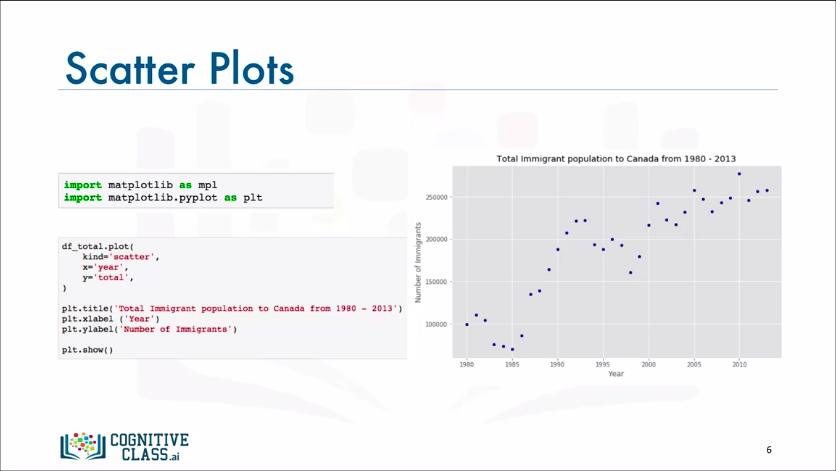 Scatter Plots
import matplotlib as mpl
import matplotlib.pyplot as plt
df_total.plot(
kind='scatter',
x='year',
y='total',
)
plt.title('Total Immigrant population to Canada from 1980 - 2013')
plt.xlabel ('Year')
plt.ylabel('Number of Immigrants')
plt.show()
Total Immigrant population to Canada from 1980 - 2013
Number of Immigrants
250000
200000
150000
100000
1980 1985 1990 1995 2000 2005 2010
Year
COGNITIVE
CLASS.ai
6